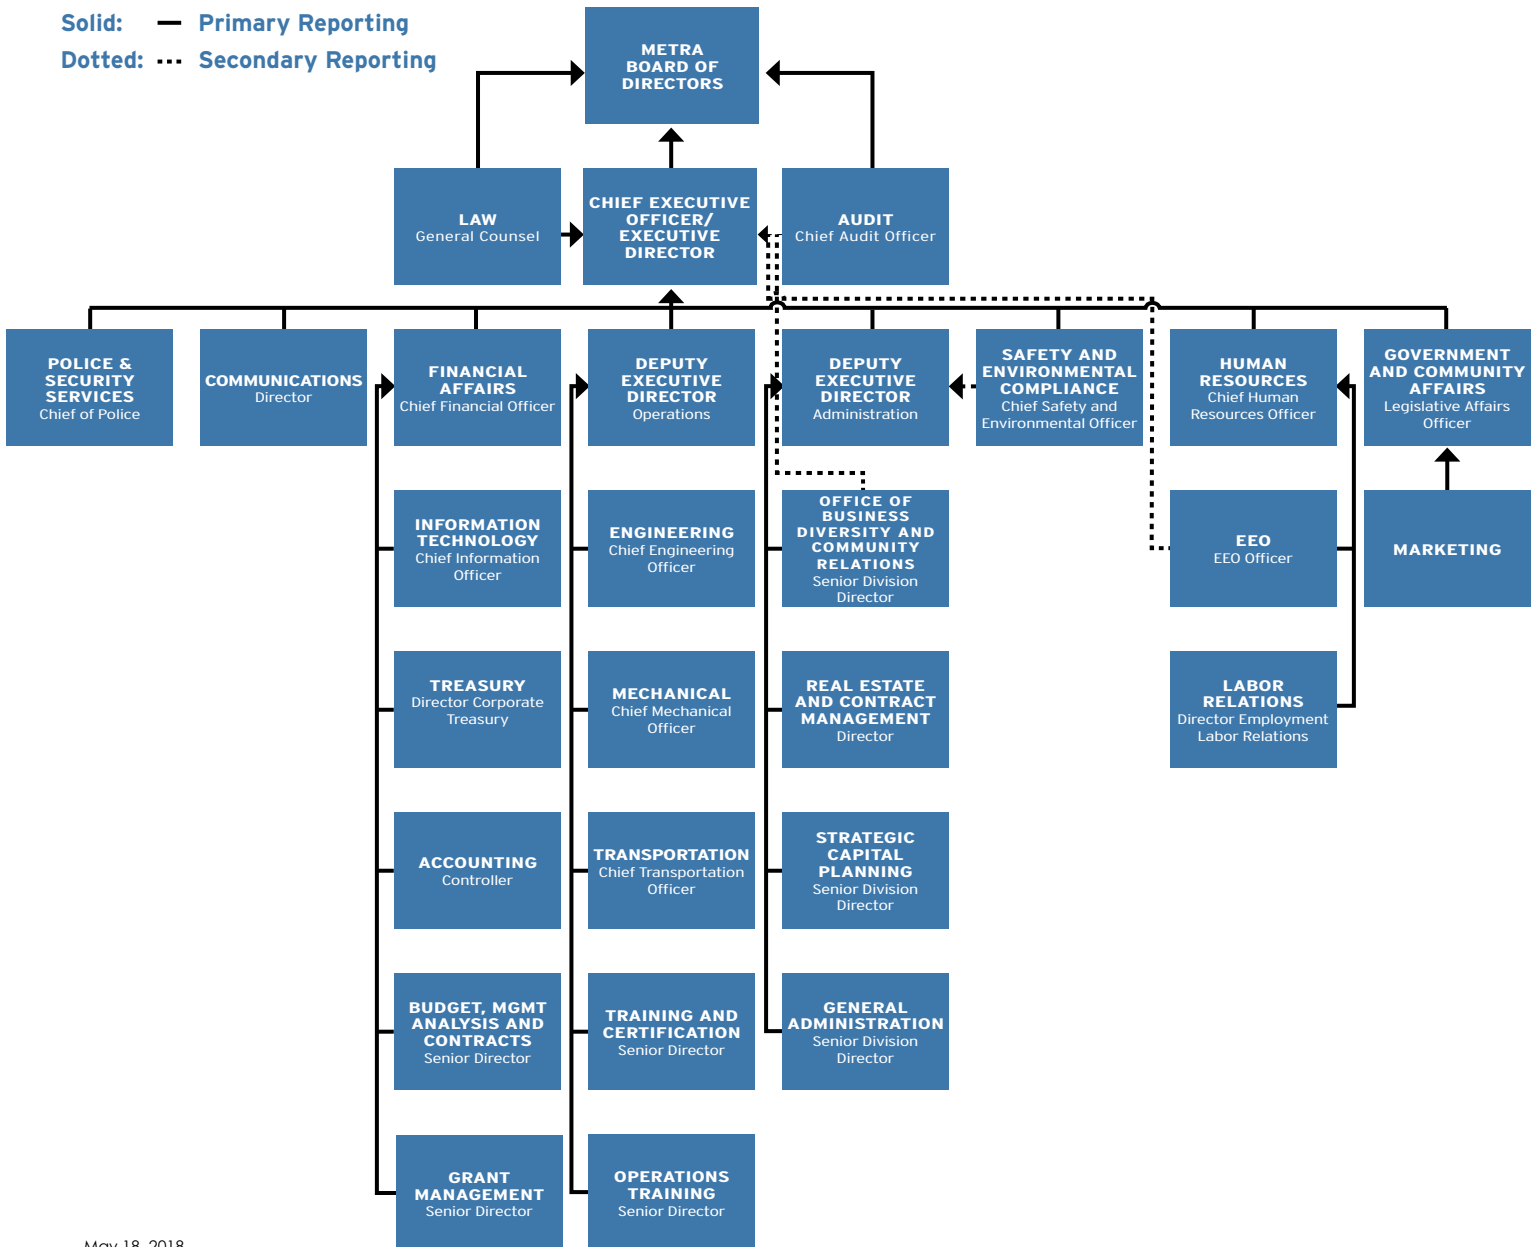 Solid: Primary Reporting
Dotted: Secondary Reporting
METRA
BOARD OF
DIRECTORS
LAW
General Counsel
CHIEF EXECUTIVE
OFFICER/
EXECUTIVE
DIRECTOR
AUDIT
Chief Audit Officer
POLICE &
SECURITY
SERVICES
Chief of Police
COMMUNICATIONS
Director
FINANCIAL
AFFAIRS
Chief Financial Officer
DEPUTY
EXECUTIVE
DIRECTOR
Operations
DEPUTY
EXECUTIVE
DIRECTOR
Administration
SAFETY AND
ENVIRONMENTAL
COMPLIANCE
Chief Safety and
Environmental Officer
HUMAN
RESOURCES
Chief Human
Resources Officer
GOVERNMENT
AND COMMUNITY
AFFAIRS
Legislative Affairs
Officer
INFORMATION
TECHNOLOGY
Chief Information
Officer
ENGINEERING
Chief Engineering
Officer
OFFICE OF
BUSINESS
DIVERSITY AND
COMMUNITY
RELATIONS
Senior Division
Director
EEO
EEO Officer
MARKETING
TREASURY
Director Corporate
Treasury
MECHANICAL
Chief Mechanical
Officer
REAL ESTATE
AND CONTRACT
MANAGEMENT
Director
LABOR
RELATIONS
Director Employment
Labor Relations
ACCOUNTING
Controller
TRANSPORTATION
Chief Transportation
Officer
STRATEGIC
CAPITAL
PLANNING
Senior Division
Director
BUDGET, MGMT
ANALYSIS AND
CONTRACTS
Senior Director
TRAINING AND
CERTIFICATION
Senior Director
GENERAL
ADMINISTRATION
Senior Division
Director
GRANT
MANAGEMENT
Senior Director
OPERATIONS
TRAINING
Senior Director
May 18, 2018